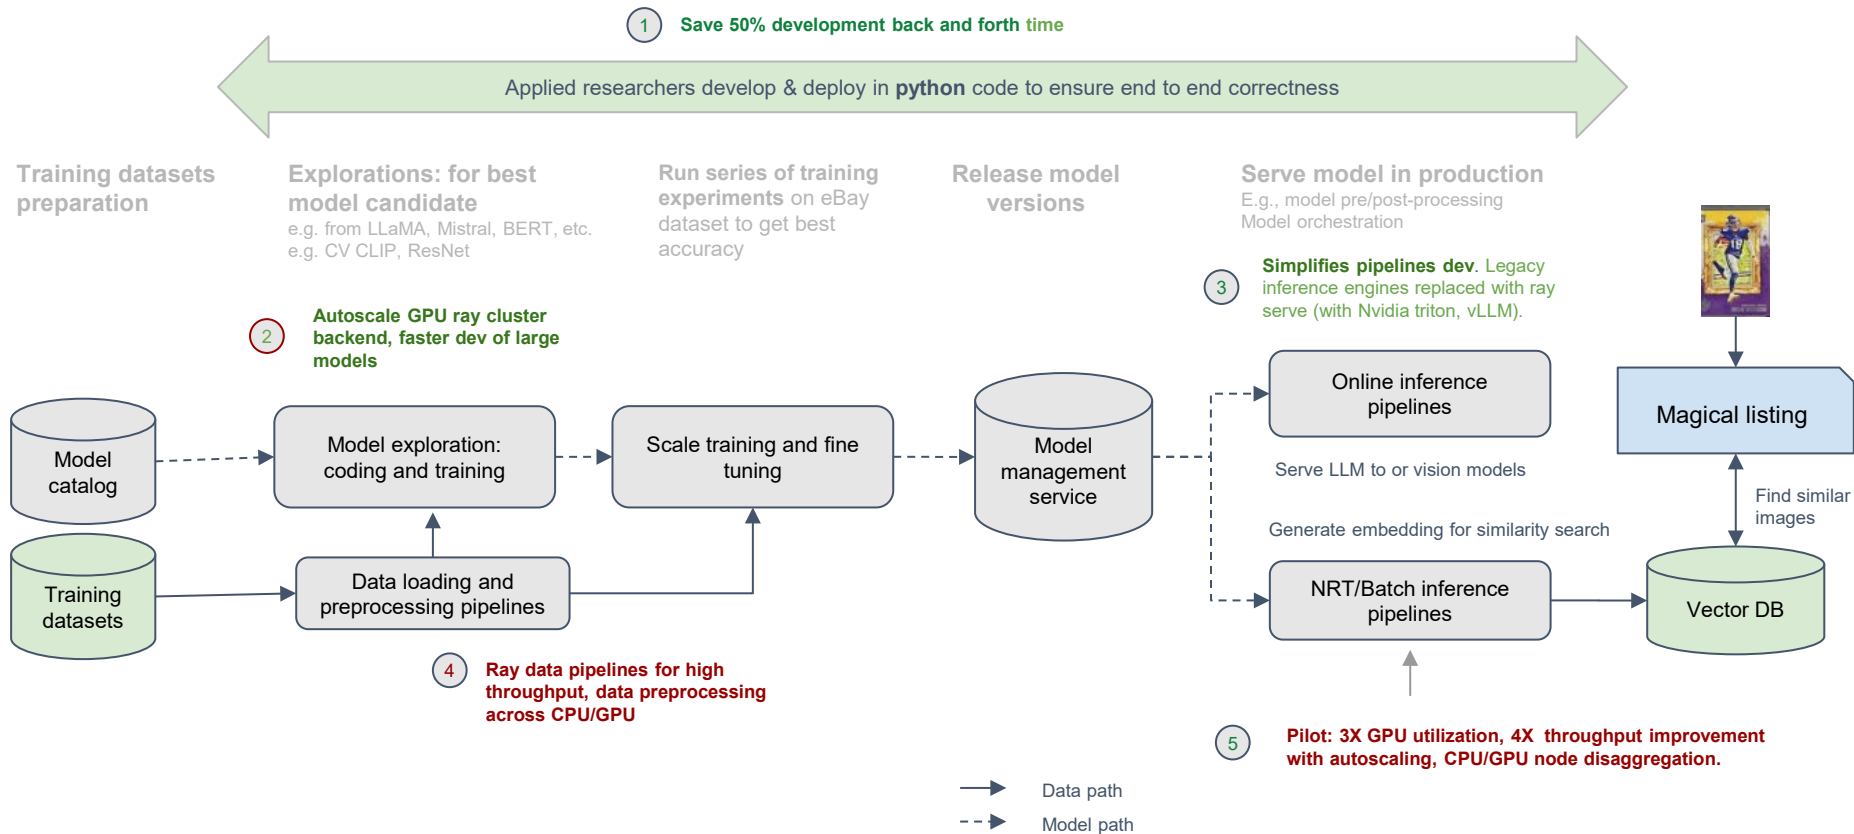 1
Save 50% development back and forth time
Applied researchers develop & deploy in python code to ensure end to end correctness
Training datasets
preparation
Explorations: for best
model candidate
e.g. from LLaMA, Mistral, BERT, etc.
e.g. CV CLIP, ResNet
Run series of training
experiments on eBay
dataset to get best
accuracy
Release model
versions
Serve model in production
E.g., model pre/post-processing
Model orchestration
2
Autoscale GPU ray cluster
backend, faster dev of large
models
3
Simplifies pipelines dev. Legacy
inference engines replaced with ray
serve (with Nvidia triton, vLLM).
Model
catalog
Model exploration:
coding and training
Scale training and fine
tuning
Model
management
service
Online inference
pipelines
Magical listing
Serve LLM to or vision models
Find similar
images
Generate embedding for similarity search
Training
datasets
Data loading and
preprocessing pipelines
NRT/Batch inference
pipelines
Vector DB
4
Ray data pipelines for high
throughput, data preprocessing
across CPU/GPU
5
Pilot: 3X GPU utilization, 4X throughput improvement
with autoscaling, CPU/GPU node disaggregation.
Data path
Model path